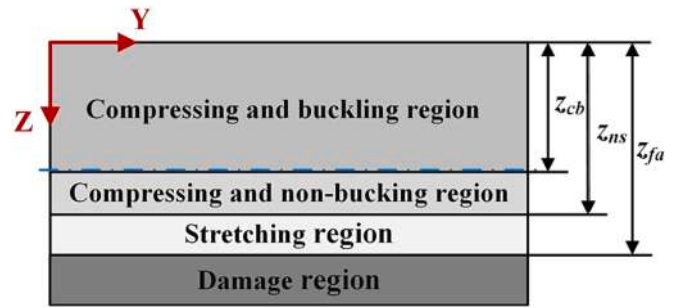 Y
Z
Compressing and buckling region
z_cb
z_ns
z_fa
Compressing and non-bucking region
Stretching region
Damage region